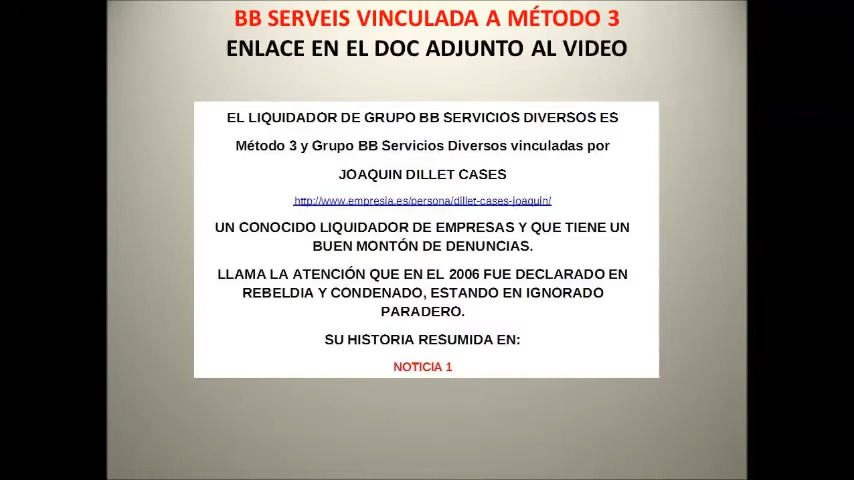 BB SERVEIS VINCULADA A MÉTODO 3
ENLACE EN EL DOC ADJUNTO AL VIDEO
EL LIQUIDADOR DE GRUPO BB SERVICIOS DIVERSOS ES
Método 3 y Grupo BB Servicios Diversos vinculadas por
JOAQUIN DILLET CASES
http://www.empresia.es/persona/dillet-cases-joaquin/
UN CONOCIDO LIQUIDADOR DE EMPRESAS Y QUE TIENE UN
BUEN MONTÓN DE DENUNCIAS.
LLAMA LA ATENCIÓN QUE EN EL 2006 FUE DECLARADO EN
REBELDIA Y CONDENADO, ESTANDO EN IGNORADO
PARADERO.
SU HISTORIA RESUMIDA EN:
NOTICIA 1